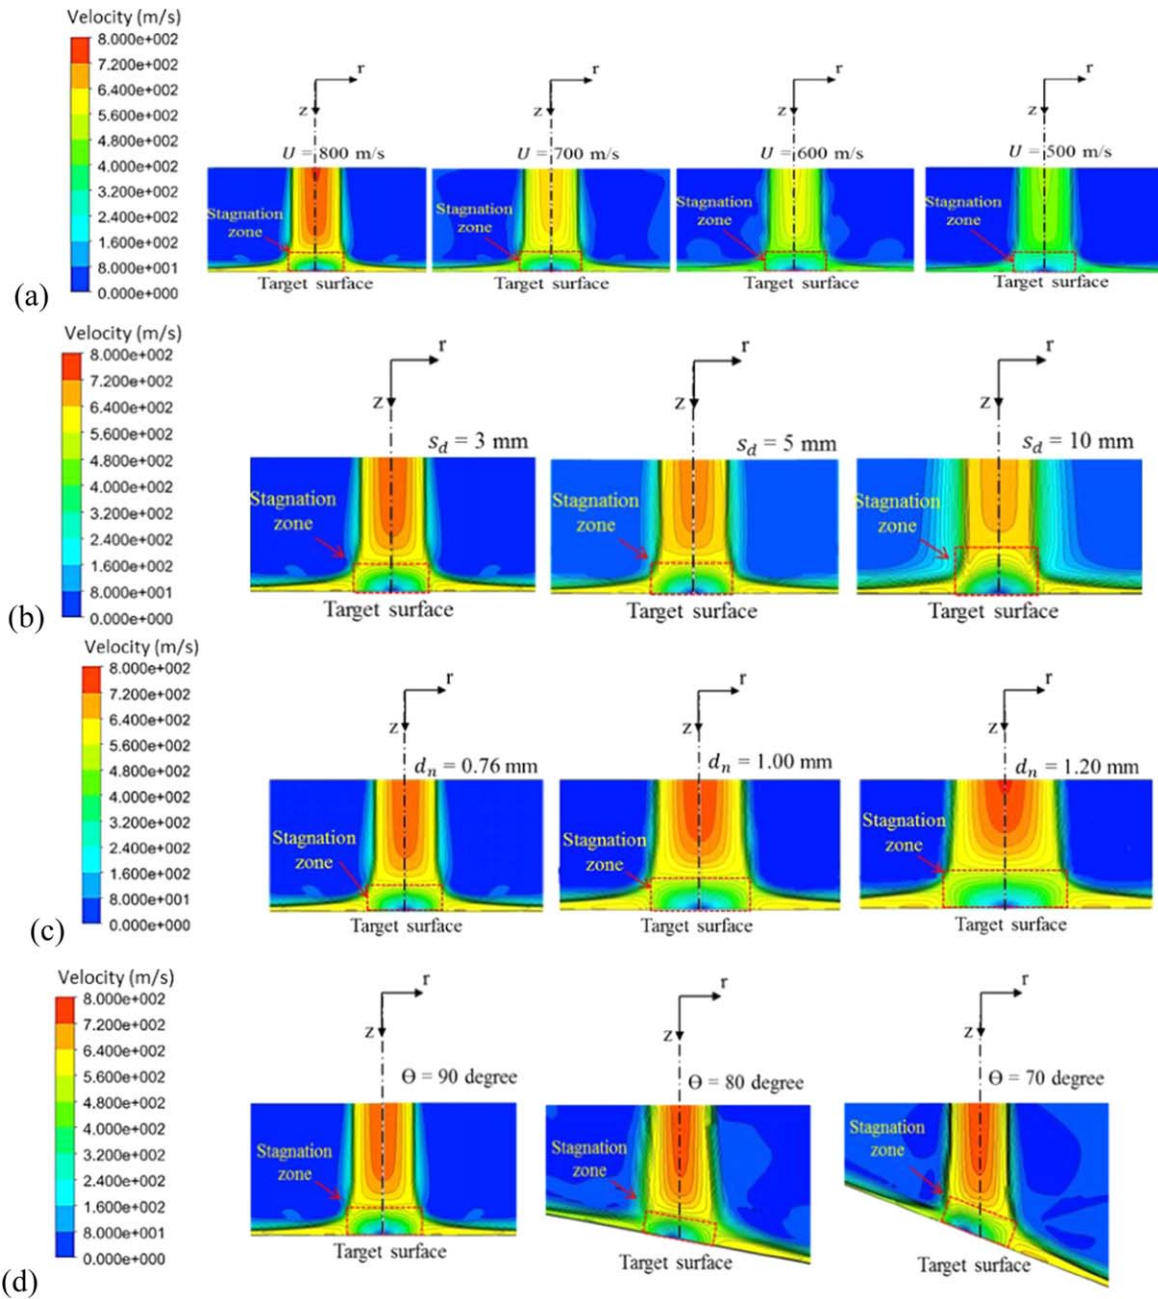 Velocity (m/s)
8.000e+002
7.200e+002
6.400e+002
5.600e+002
4.800e+002
4.000e+002
3.200e+002
2.400e+002
1.600e+002
8.000e+001
0.000e+000
r
z
U = 800 m/s
Stagnation
zone
Target surface
r
z
U = 700 m/s
Stagnation
zone
Target surface
r
z
U = 600 m/s
Stagnation
zone
Target surface
r
z
U = 500 m/s
Stagnation
zone
Target surface
(a)
Velocity (m/s)
8.000e+002
7.200e+002
6.400e+002
5.600e+002
4.800e+002
4.000e+002
3.200e+002
2.400e+002
1.600e+002
8.000e+001
0.000e+000
r
z
s_d = 3 mm
Stagnation
zone
Target surface
r
z
s_d = 5 mm
Stagnation
zone
Target surface
r
z
s_d = 10 mm
Stagnation
zone
Target surface
(b)
Velocity (m/s)
8.000e+002
7.200e+002
6.400e+002
5.600e+002
4.800e+002
4.000e+002
3.200e+002
2.400e+002
1.600e+002
8.000e+001
0.000e+000
r
z
d_n = 0.76 mm
Stagnation
zone
Target surface
r
z
d_n = 1.00 mm
Stagnation
zone
Target surface
r
z
d_n = 1.20 mm
Stagnation
zone
Target surface
(c)
Velocity (m/s)
8.000e+002
7.200e+002
6.400e+002
5.600e+002
4.800e+002
4.000e+002
3.200e+002
2.400e+002
1.600e+002
8.000e+001
0.000e+000
r
z
Θ = 90 degree
Stagnation
zone
Target surface
r
z
Θ = 80 degree
Stagnation
zone
Target surface
r
z
Θ = 70 degree
Stagnation
zone
Target surface
(d)